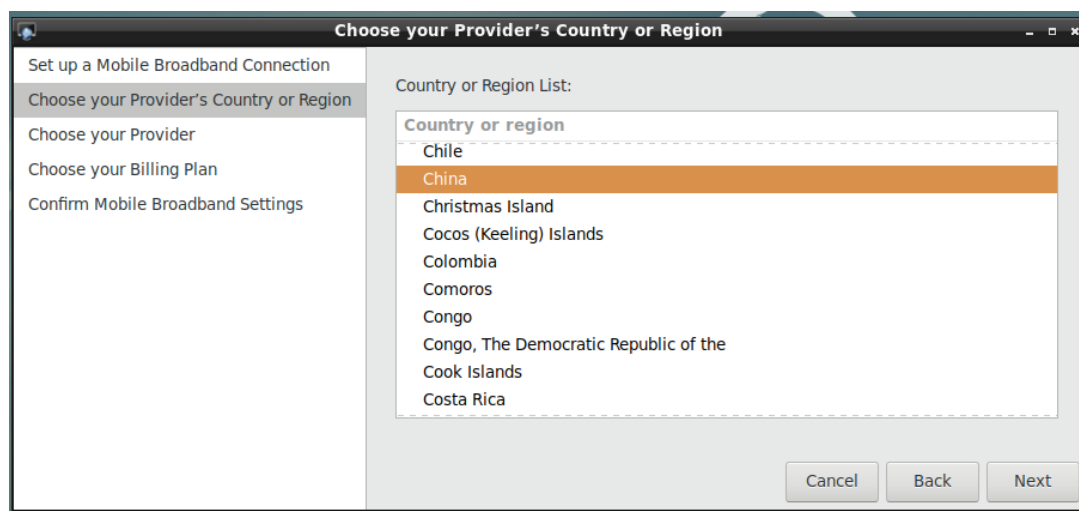 Choose your Provider’s Country or Region
Set up a Mobile Broadband Connection
Choose your Provider’s Country or Region
Choose your Provider
Choose your Billing Plan
Confirm Mobile Broadband Settings
Country or Region List:
Country or region
Chile
China
Christmas Island
Cocos (Keeling) Islands
Colombia
Comoros
Congo
Congo, The Democratic Republic of the
Cook Islands
Costa Rica
Cancel Back Next